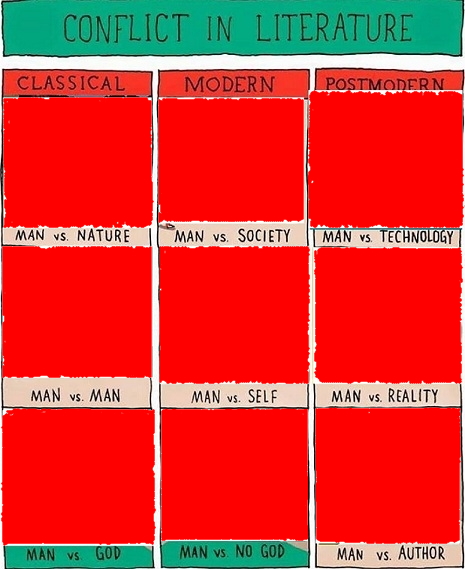 CONFLICT IN LITERATURE
CLASSICAL
MODERN
POSTMODERN
MAN vs. NATURE
MAN vs. SOCIETY
MAN vs. TECHNOLOGY
MAN vs. MAN
MAN vs. SELF
MAN vs. REALITY
MAN vs. GOD
MAN vs. NO GOD
MAN vs. AUTHOR